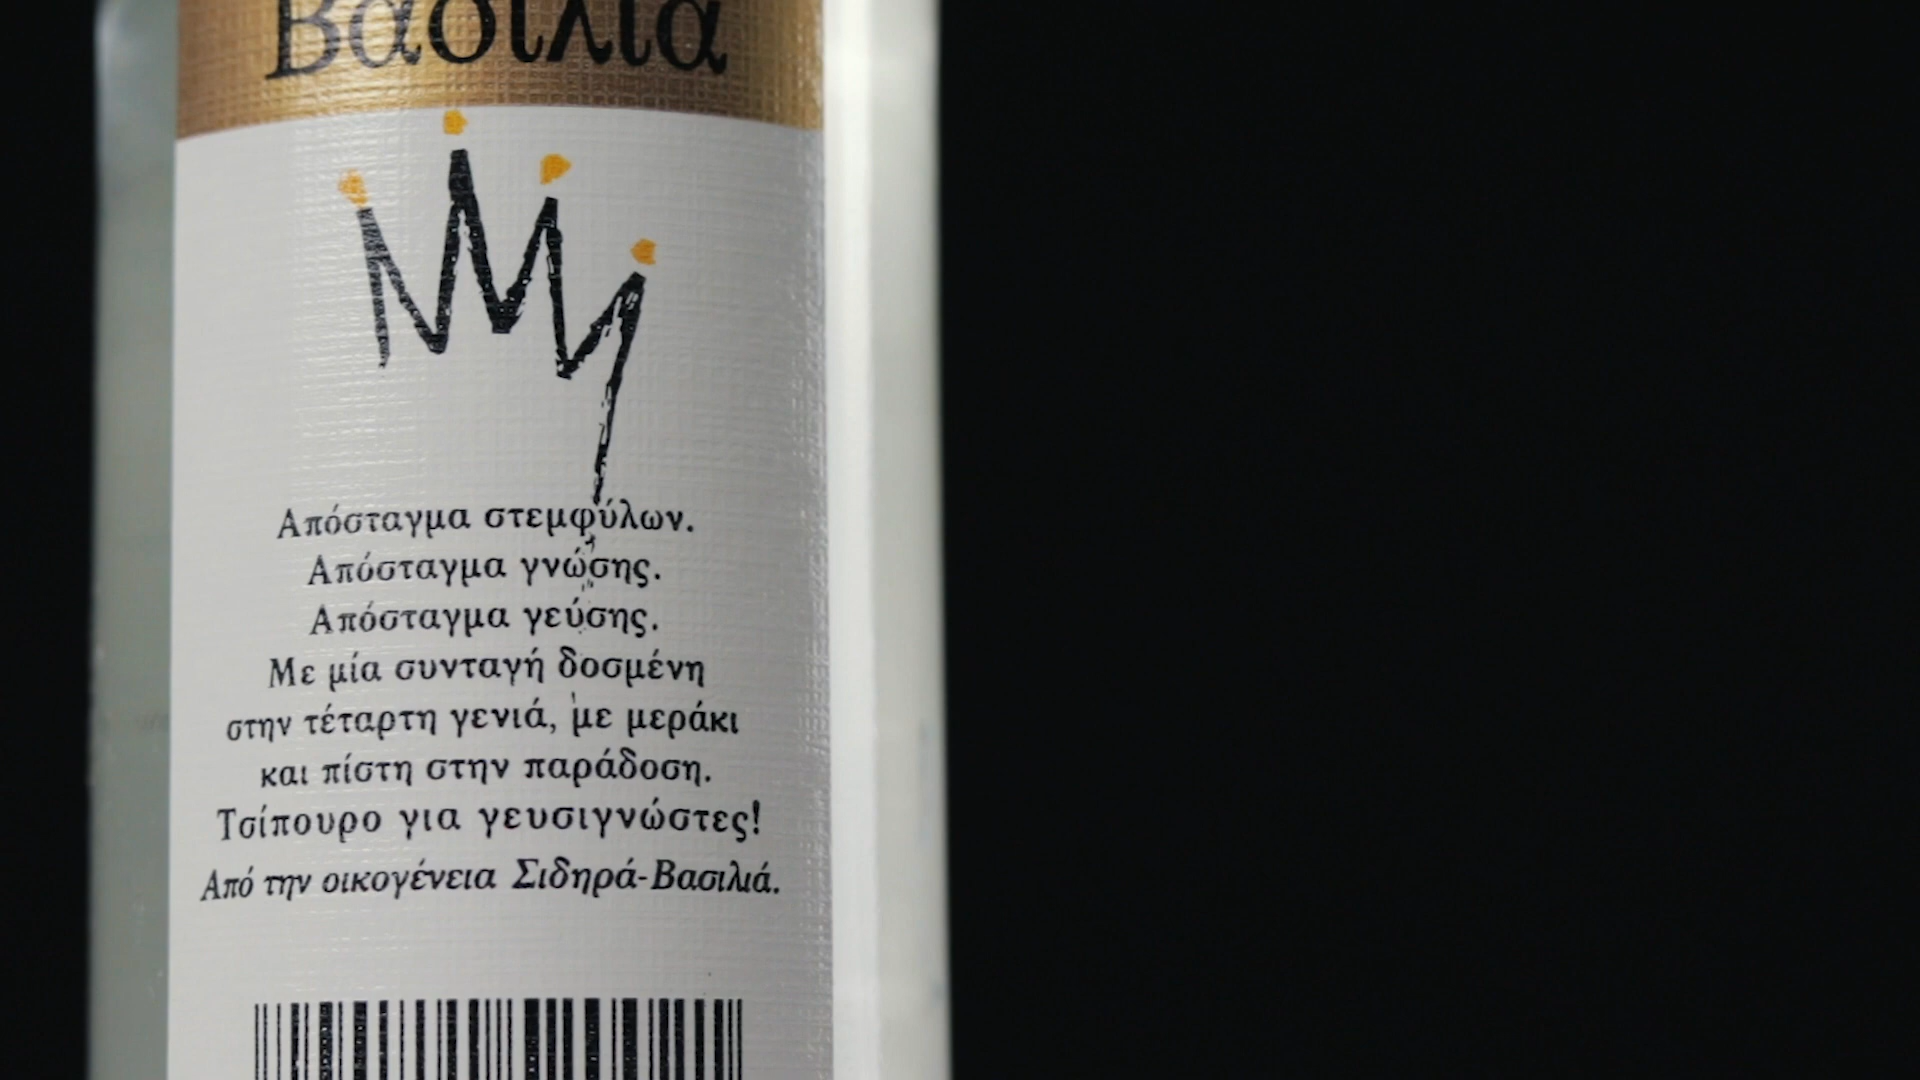 Βασιλιά
Απόσταγμα στεμφύλων.
Απόσταγμα γνώσης.
Απόσταγμα γεύσης.
Με μία συνταγή δοσμένη
στην τέταρτη γενιά, με μεράκι
και πίστη στην παράδοση.
Τσίπουρο για γευσιγνώστες!
Από την οικογένεια Σιδηρά-Βασιλιά.